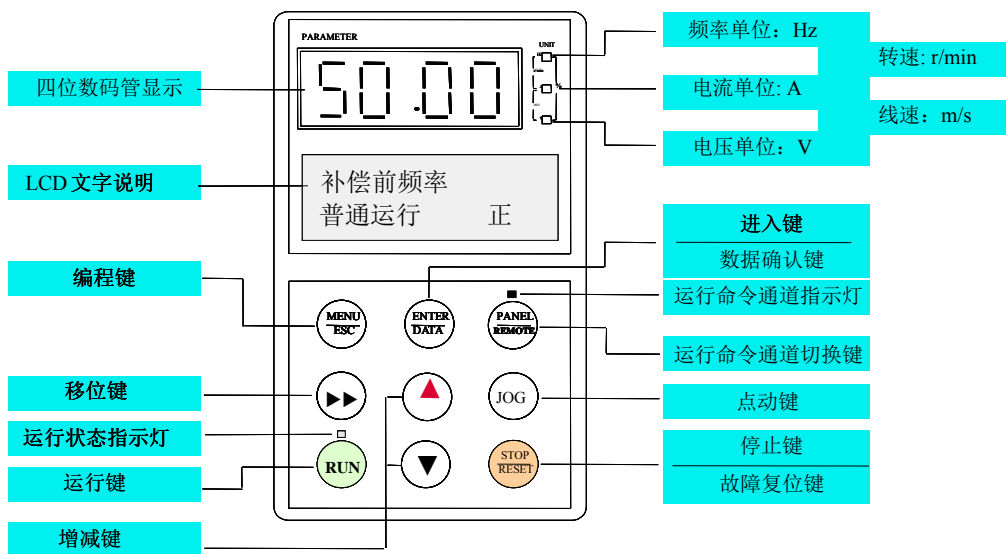 PARAMETER
UNIT
50.00
%
补偿前频率
普通运行 正
MENU
ESC
ENTER
DATA
PANEL
REMOTE
JOG
RUN
STOP
RESET
四位数码管显示
LCD 文字说明
编程键
移位键
运行状态指示灯
运行键
增减键
频率单位：Hz
转速: r/min
电流单位: A
线速：m/s
电压单位：V
进入键
数据确认键
运行命令通道指示灯
运行命令通道切换键
点动键
停止键
故障复位键